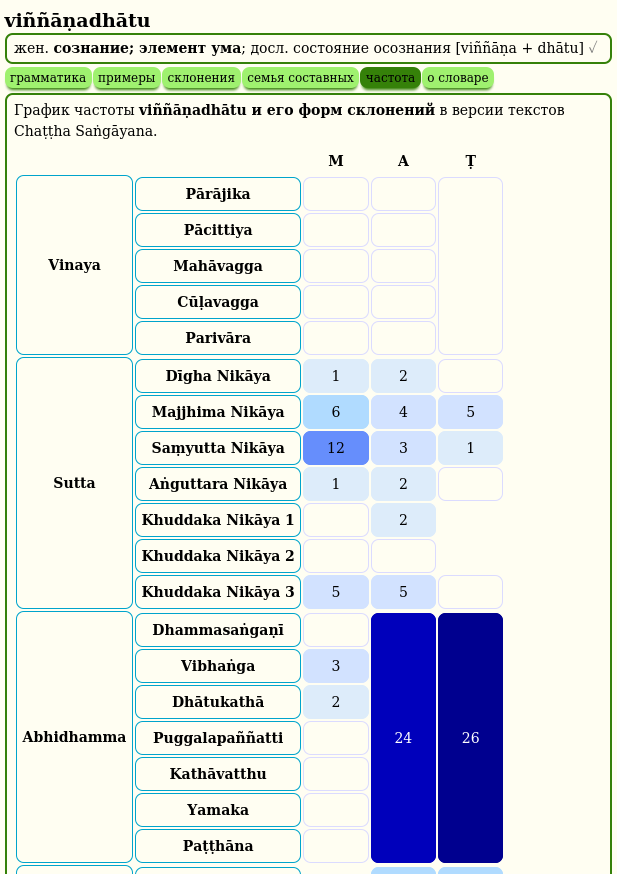 viññāṇadhātu
жен. сознание; элемент ума; досл. состояние осознания [viññāṇa + dhātu] √
грамматика примеры склонения семья составных частота о словаре
График частоты viññāṇadhātu и его форм склонений в версии текстов
Chaṭṭha Saṅgāyana.
M A Ṭ
Vinaya
Pārājika
Pācittiya
Mahāvagga
Cūḷavagga
Parivāra
Sutta
Dīgha Nikāya 1 2
Majjhima Nikāya 6 4 5
Saṃyutta Nikāya 12 3 1
Aṅguttara Nikāya 1 2
Khuddaka Nikāya 1 2
Khuddaka Nikāya 2
Khuddaka Nikāya 3 5 5
Abhidhamma
Dhammasaṅgaṇī
Vibhaṅga 3
Dhātukathā 2
Puggalapaññatti 24 26
Kathāvatthu
Yamaka
Paṭṭhāna